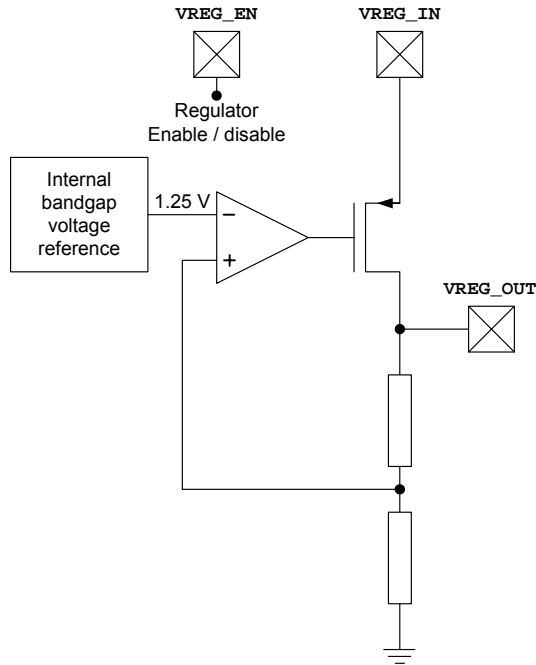 VREG_EN
VREG_IN
Regulator
Enable / disable
Internal
bandgap
voltage
reference
1.25 V
−
+
VREG_OUT